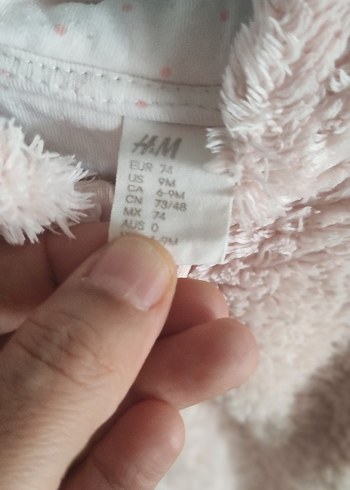 H&M
EUR 74
US 9M
CA 6-9M
CN 73/48
MX 74
AUS 0